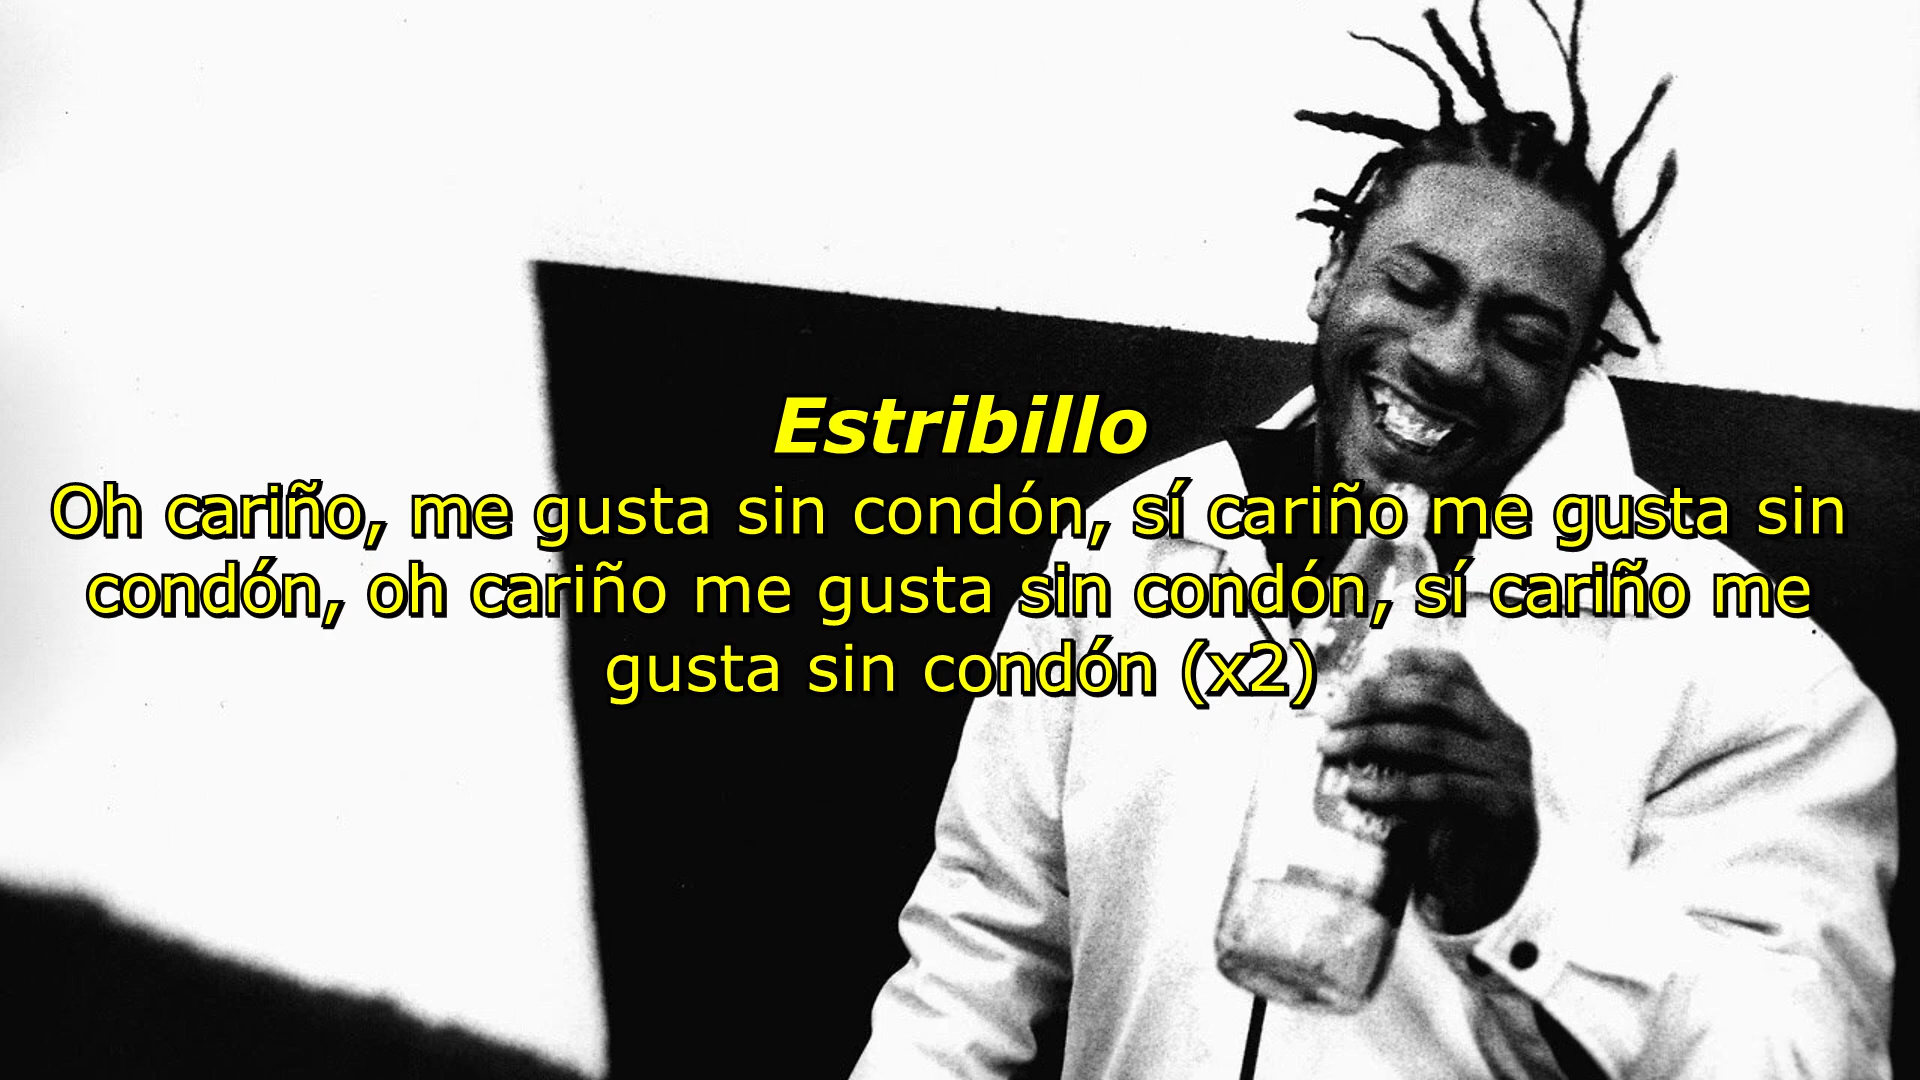 Estribillo
Oh cariño, me gusta sin condón, sí cariño me gusta sin
condón, oh cariño me gusta sin condón, sí cariño me
gusta sin condón (x2)